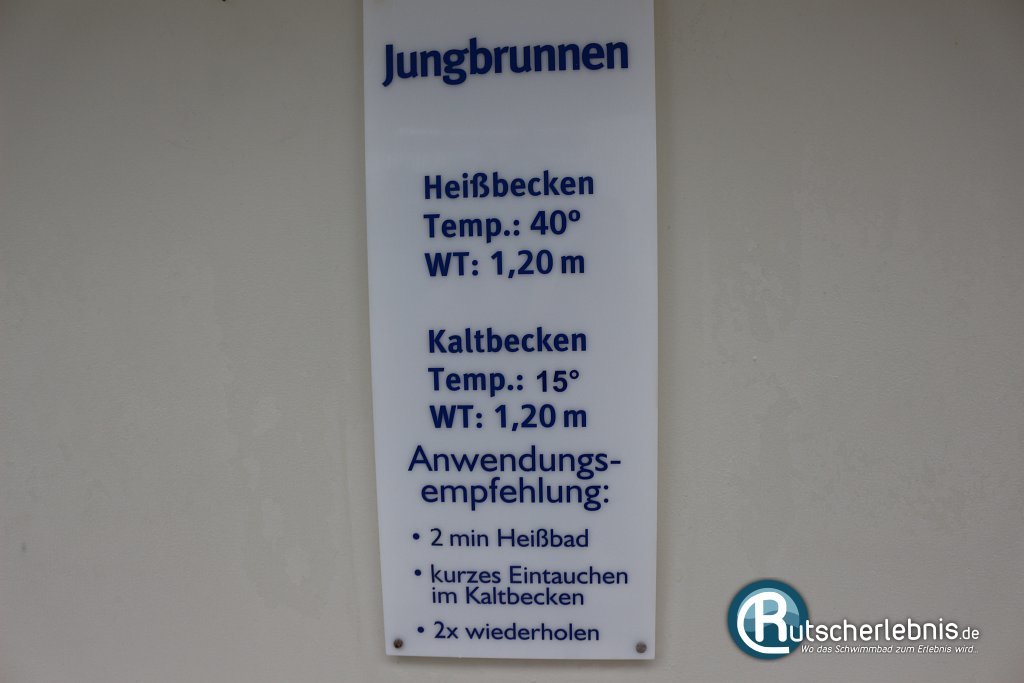 Jungbrunnen
Heißbecken
Temp.: 40°
WT: 1,20 m
Kaltbecken
Temp.: 15°
WT: 1,20 m
Anwendungs-
empfehlung:
• 2 min Heißbad
• kurzes Eintauchen
im Kaltbecken
• 2x wiederholen
Rutscherlebnis.de
Wo das Schwimmbad zum Erlebnis wird...